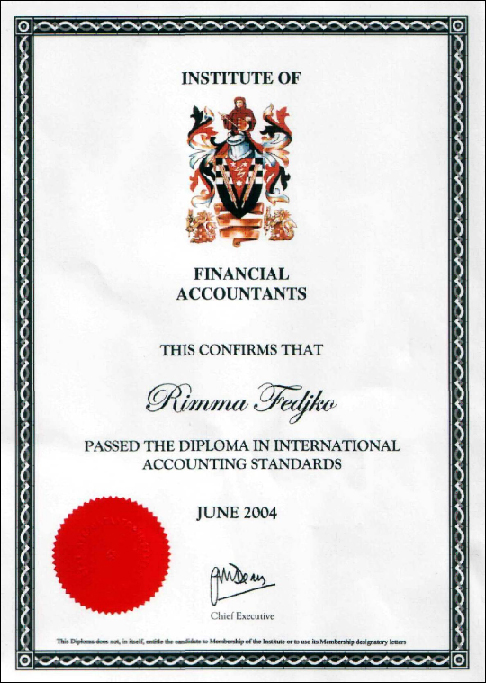 INSTITUTE OF
FINANCIAL
ACCOUNTANTS
THIS CONFIRMS THAT
Rimma Fedjko
PASSED THE DIPLOMA IN INTERNATIONAL
ACCOUNTING STANDARDS
JUNE 2004
Chief Executive
This Diploma does not, in itself, entitle the candidate to Membership of the Institute or to use its Membership designatory letters